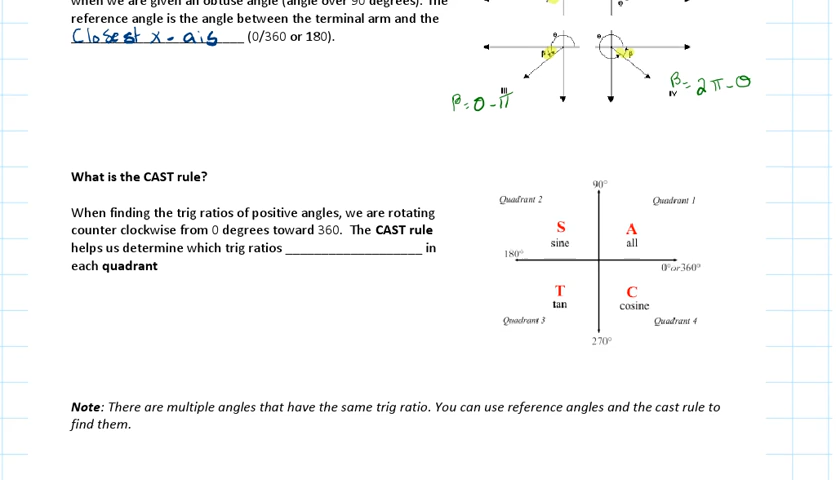 when we are given an obtuse angle (angle over 90 degrees). The
reference angle is the angle between the terminal arm and the
Closest x-ais (0/360 or 180).
θ
θ
θ
β
β
III
IV
β=θ-π
β=2π-θ
What is the CAST rule?
When finding the trig ratios of positive angles, we are rotating
counter clockwise from 0 degrees toward 360. The CAST rule
helps us determine which trig ratios ____________________ in
each quadrant
90°
Quadrant 2
Quadrant 1
S
A
sine
all
180°
0°or360°
T
C
tan
cosine
Quadrant 3
Quadrant 4
270°
Note: There are multiple angles that have the same trig ratio. You can use reference angles and the cast rule to
find them.